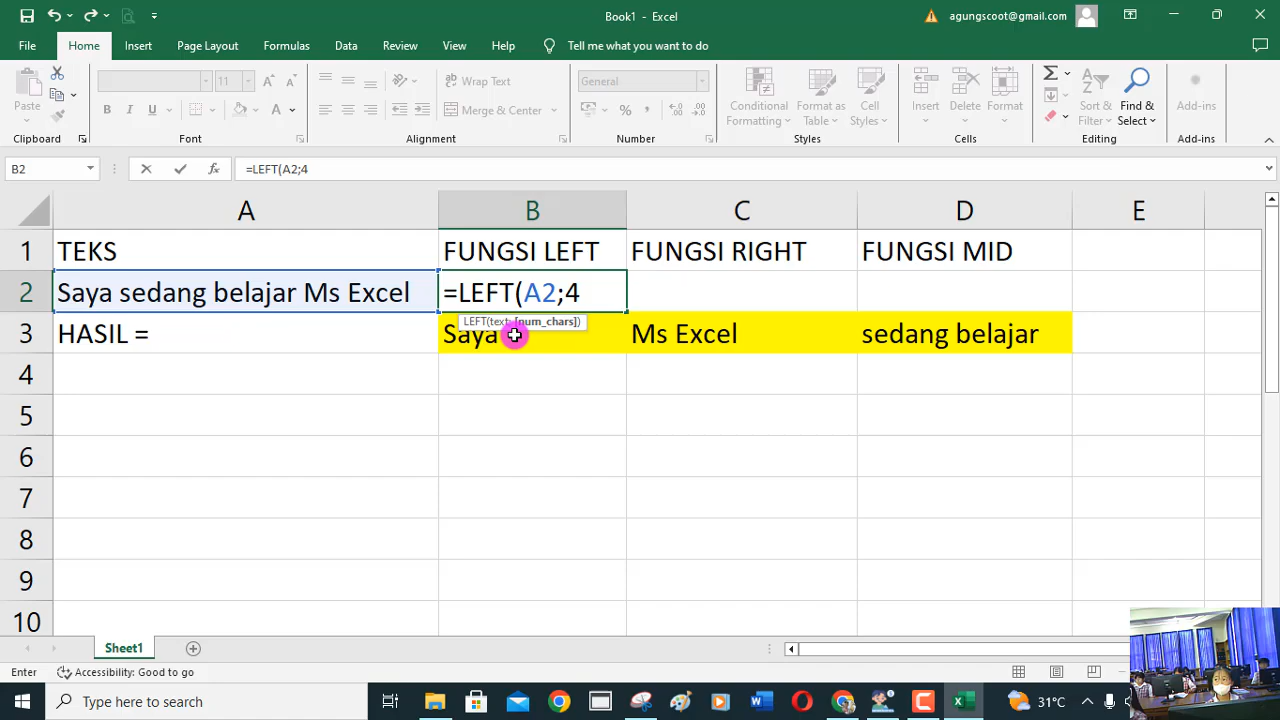 Book1 - Excel
agungscoot@gmail.com
File Home Insert Page Layout Formulas Data Review View Help Tell me what you want to do
Paste
11
Wrap Text
Merge & Center
General
Conditional Formatting
Format as Table
Cell Styles
Insert
Delete
Format
Sort & Filter
Find & Select
Add-ins
Clipboard Font Alignment Number Styles Cells Editing Add-ins
B2 fx =LEFT(A2;4
A B C D E
1 TEKS FUNGSI LEFT FUNGSI RIGHT FUNGSI MID
2 Saya sedang belajar Ms Excel =LEFT(A2;4
LEFT(text; [num_chars])
3 HASIL = Saya Ms Excel sedang belajar
4
5
6
7
8
9
10
Sheet1
Enter Accessibility: Good to go
Type here to search 31°C